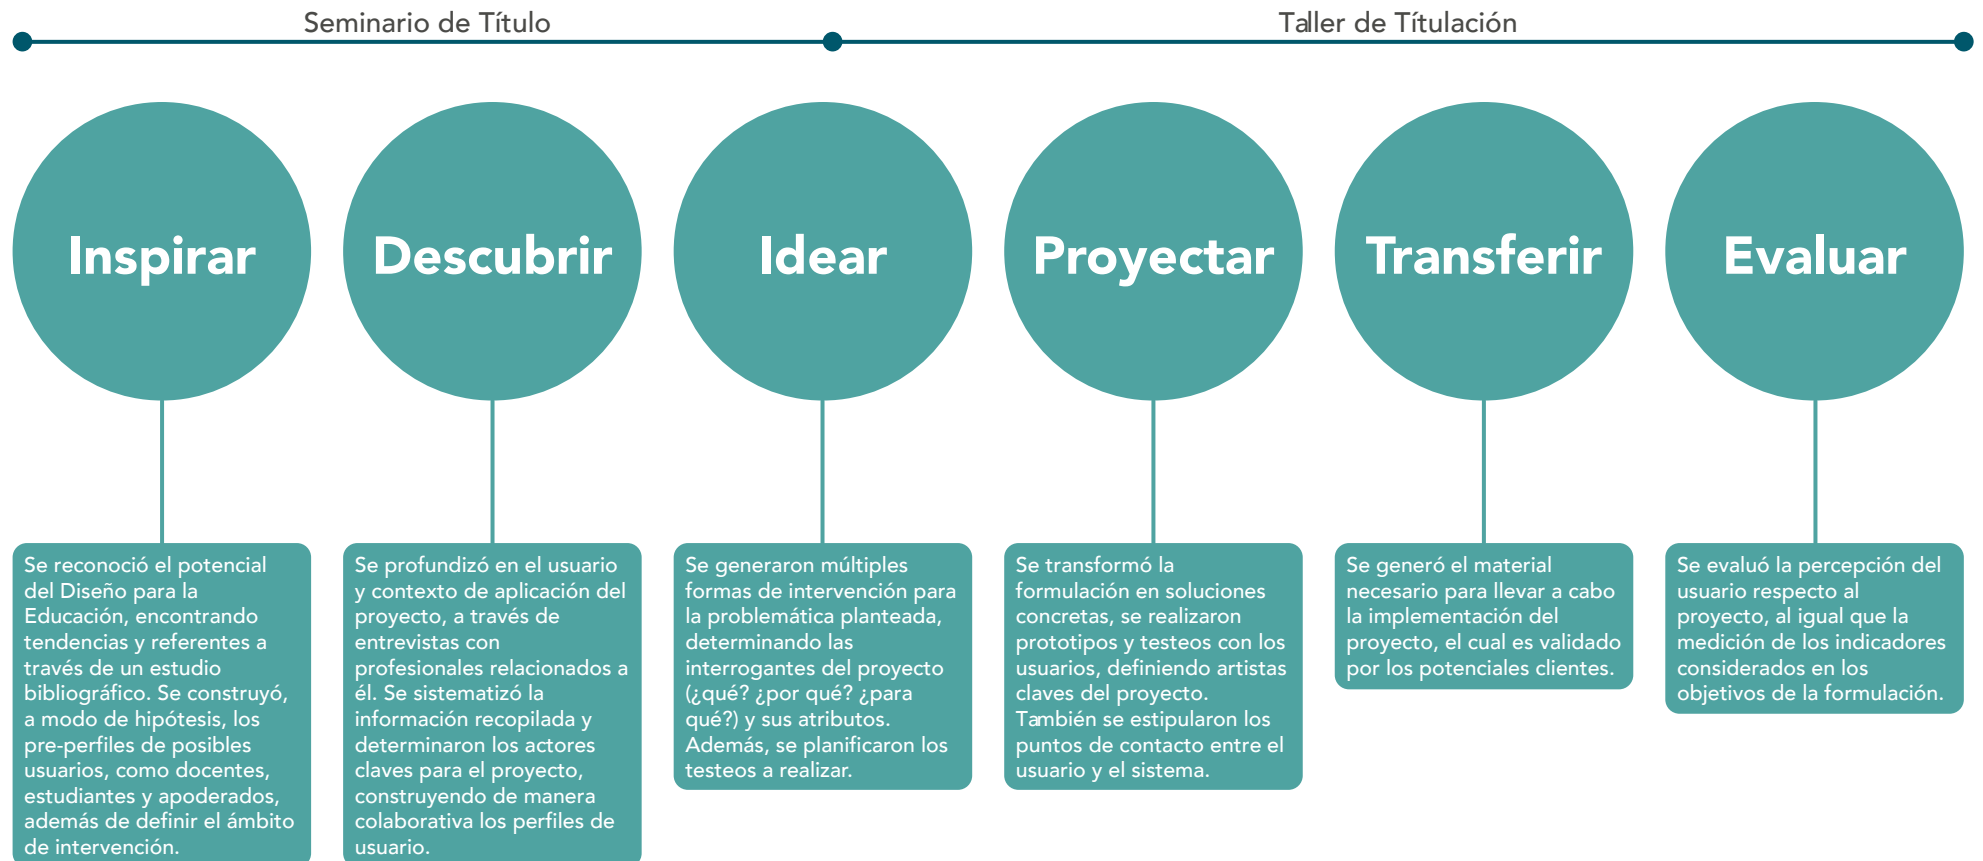 Seminario de Título
Taller de Títulación
Inspirar
Descubrir
Idear
Proyectar
Transferir
Evaluar
Se reconoció el potencial
del Diseño para la
Educación, encontrando
tendencias y referentes a
través de un estudio
bibliográfico. Se construyó,
a modo de hipótesis, los
pre-perfiles de posibles
usuarios, como docentes,
estudiantes y apoderados,
además de definir el ámbito
de intervención.
Se profundizó en el usuario
y contexto de aplicación del
proyecto, a través de
entrevistas con
profesionales relacionados a
él. Se sistematizó la
información recopilada y
determinaron los actores
claves para el proyecto,
construyendo de manera
colaborativa los perfiles de
usuario.
Se generaron múltiples
formas de intervención para
la problemática planteada,
determinando las
interrogantes del proyecto
(¿qué? ¿por qué? ¿para
qué?) y sus atributos.
Además, se planificaron los
testeos a realizar.
Se transformó la
formulación en soluciones
concretas, se realizaron
prototipos y testeos con los
usuarios, definiendo artistas
claves del proyecto.
También se estipularon los
puntos de contacto entre el
usuario y el sistema.
Se generó el material
necesario para llevar a cabo
la implementación del
proyecto, el cual es validado
por los potenciales clientes.
Se evaluó la percepción del
usuario respecto al
proyecto, al igual que la
medición de los indicadores
considerados en los
objetivos de la formulación.